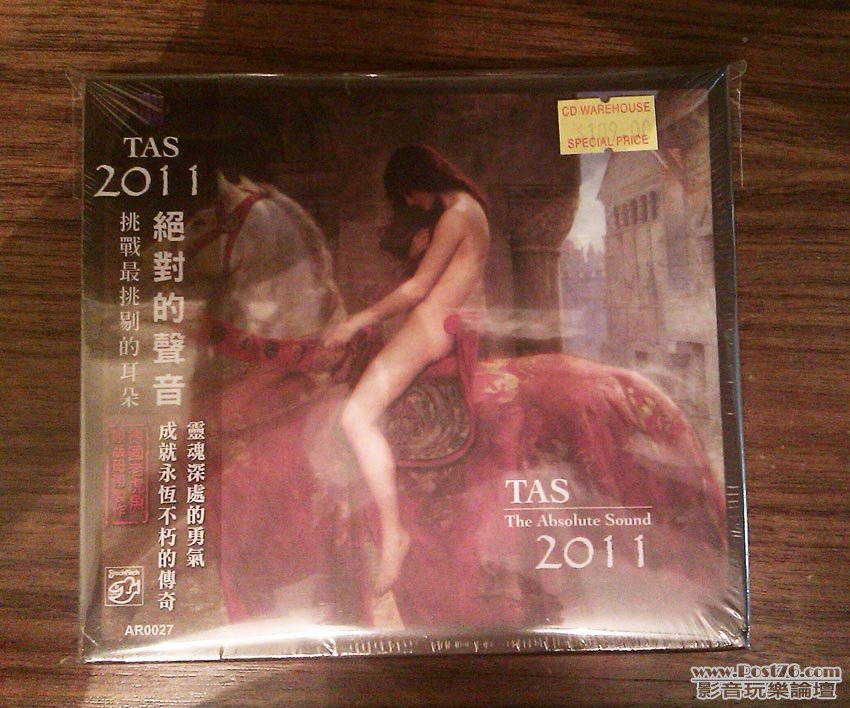 TAS
2011
絕對的聲音
挑戰最挑剔的耳朵
靈魂深處的勇氣
成就永恆不朽的傳奇
Stockfisch
AR0027
CD WAREHOUSE
SPECIAL PRICE
TAS
The Absolute Sound
2011
www.Post76.com
影音玩樂論壇